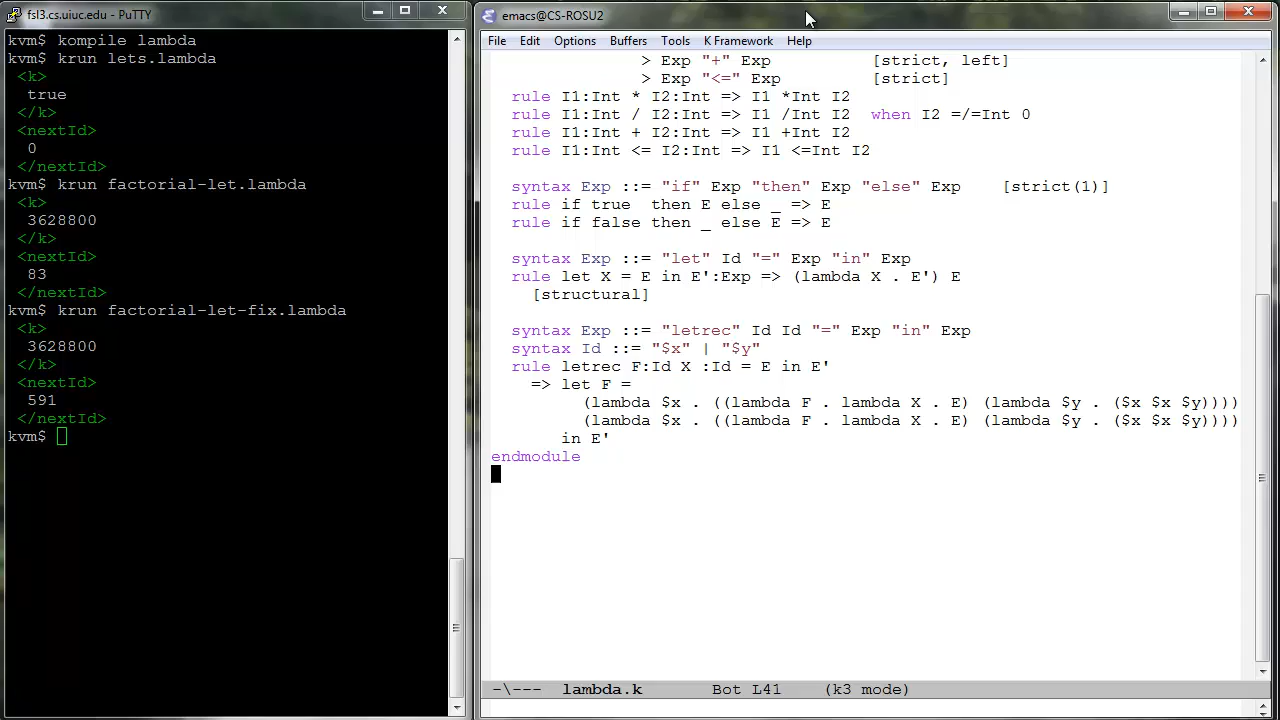 fsl3.cs.uiuc.edu - PuTTY
kvm$ kompile lambda
kvm$ krun lets.lambda
<k>
true
</k>
<nextId>
0
</nextId>
kvm$ krun factorial-let.lambda
<k>
3628800
</k>
<nextId>
83
</nextId>
kvm$ krun factorial-let-fix.lambda
<k>
3628800
</k>
<nextId>
591
</nextId>
kvm$
emacs@CS-ROSU2
File Edit Options Buffers Tools K Framework Help
> Exp "+" Exp [strict, left]
> Exp "<=" Exp [strict]
rule I1:Int * I2:Int => I1 *Int I2
rule I1:Int / I2:Int => I1 /Int I2 when I2 =/=Int 0
rule I1:Int + I2:Int => I1 +Int I2
rule I1:Int <= I2:Int => I1 <=Int I2
syntax Exp ::= "if" Exp "then" Exp "else" Exp [strict(1)]
rule if true then E else _ => E
rule if false then _ else E => E
syntax Exp ::= "let" Id "=" Exp "in" Exp
rule let X = E in E':Exp => (lambda X . E') E
[structural]
syntax Exp ::= "letrec" Id Id "=" Exp "in" Exp
syntax Id ::= "$x" | "$y"
rule letrec F:Id X :Id = E in E'
=> let F =
(lambda $x . ((lambda F . lambda X . E) (lambda $y . ($x $x $y))))
(lambda $x . ((lambda F . lambda X . E) (lambda $y . ($x $x $y))))
in E'
endmodule
-\--- lambda.k Bot L41 (k3 mode)